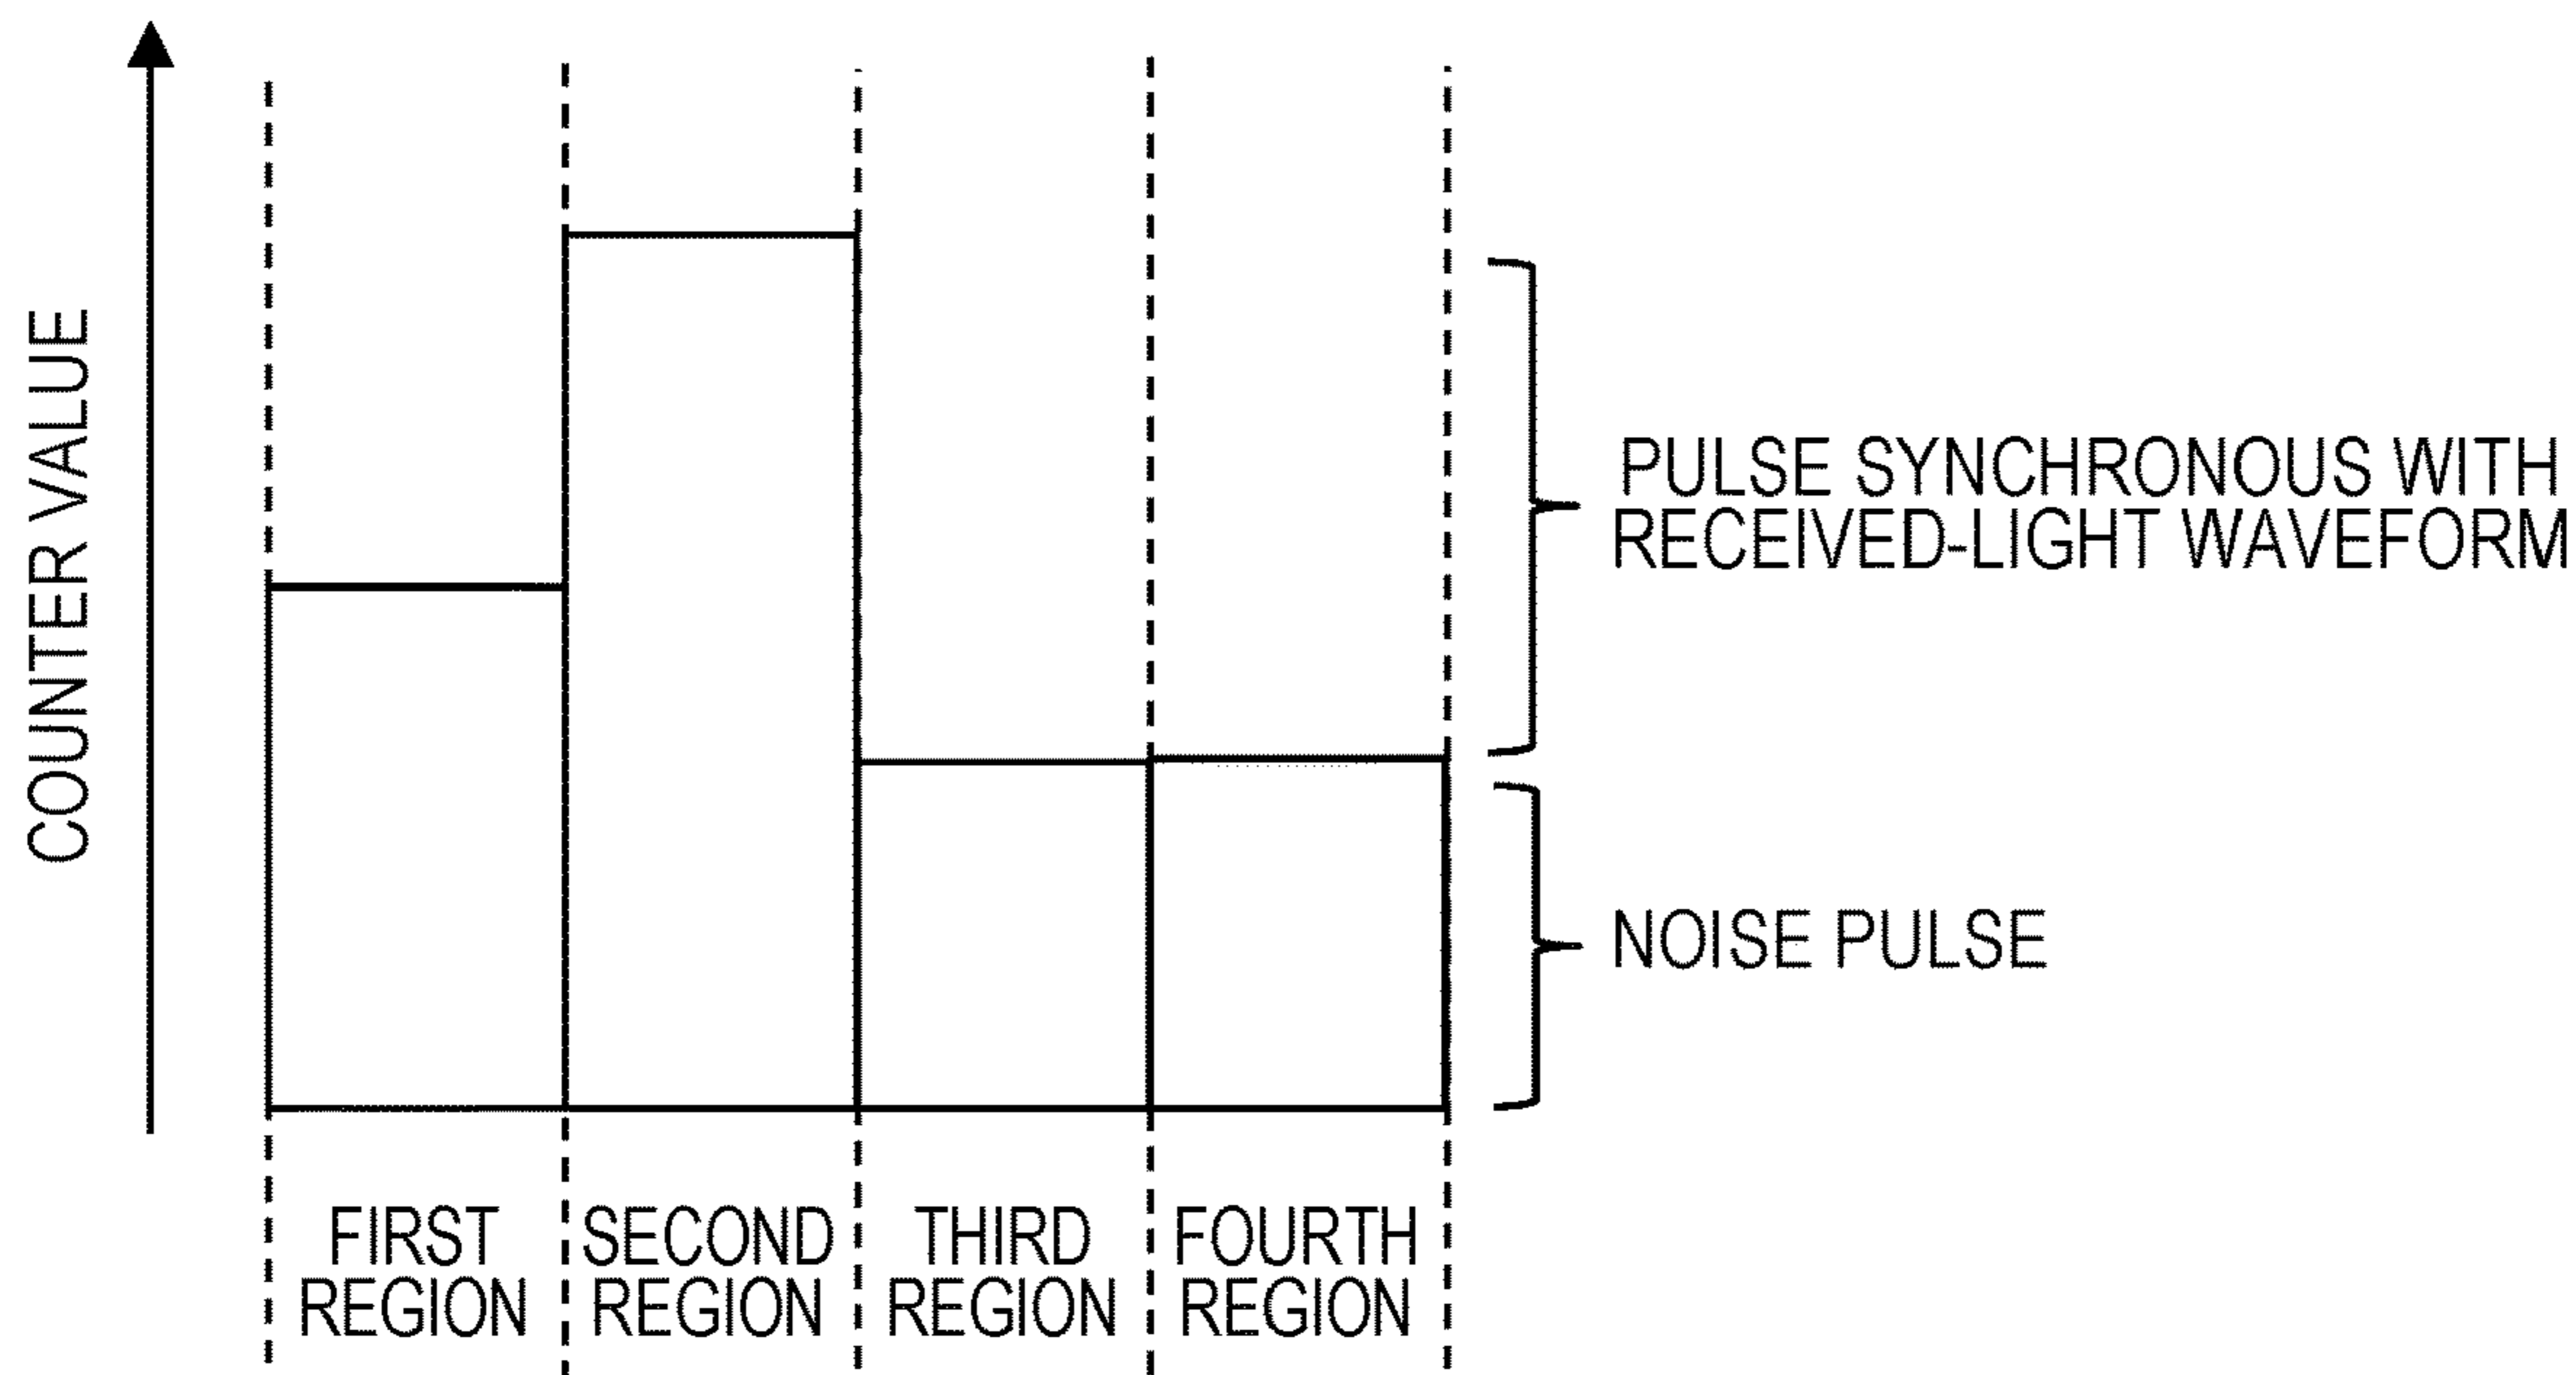 COUNTER VALUE
PULSE SYNCHRONOUS WITH
RECEIVED-LIGHT WAVEFORM
NOISE PULSE
FIRST
REGION
SECOND
REGION
THIRD
REGION
FOURTH
REGION